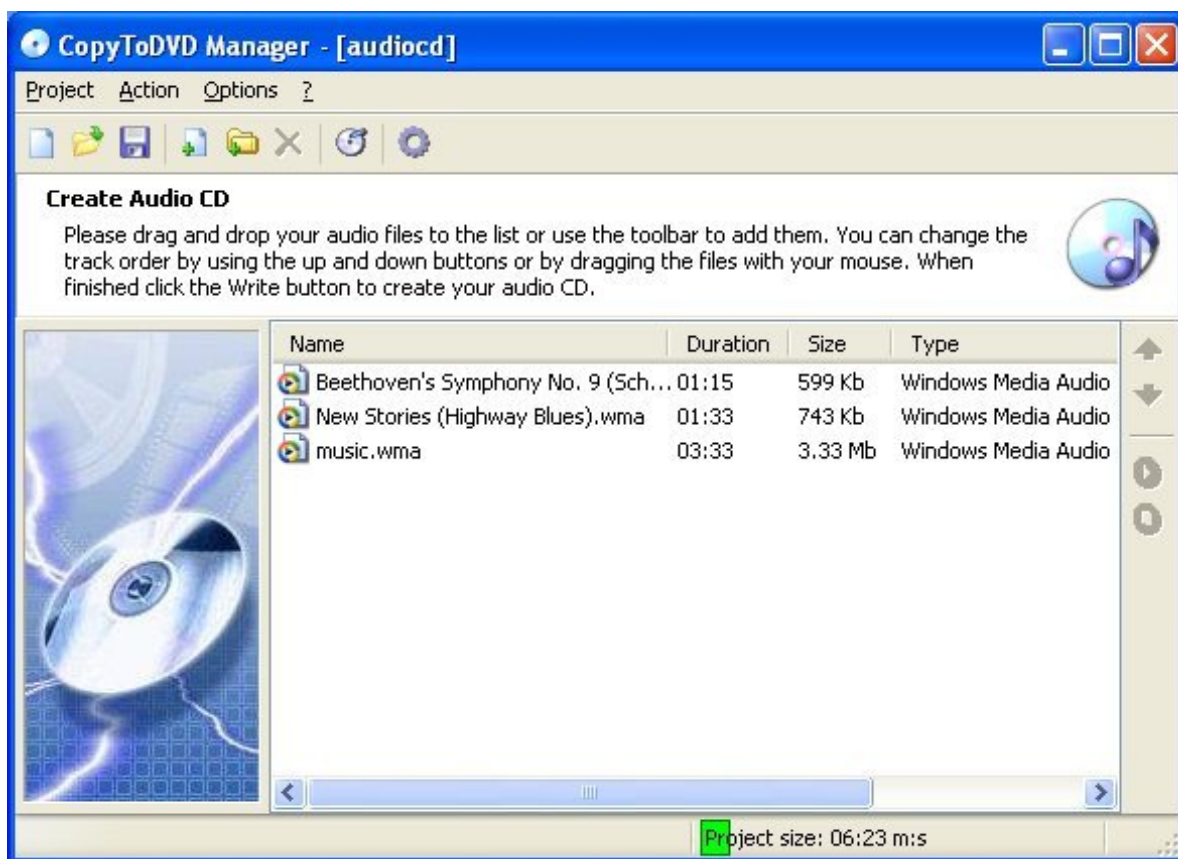 CopyToDVD Manager - [audiocd]
Project Action Options ?
Create Audio CD
Please drag and drop your audio files to the list or use the toolbar to add them. You can change the
track order by using the up and down buttons or by dragging the files with your mouse. When
finished click the Write button to create your audio CD.
Name Duration Size Type
Beethoven's Symphony No. 9 (Sch... 01:15 599 Kb Windows Media Audio
New Stories (Highway Blues).wma 01:33 743 Kb Windows Media Audio
music.wma 03:33 3.33 Mb Windows Media Audio
Project size: 06:23 m:s